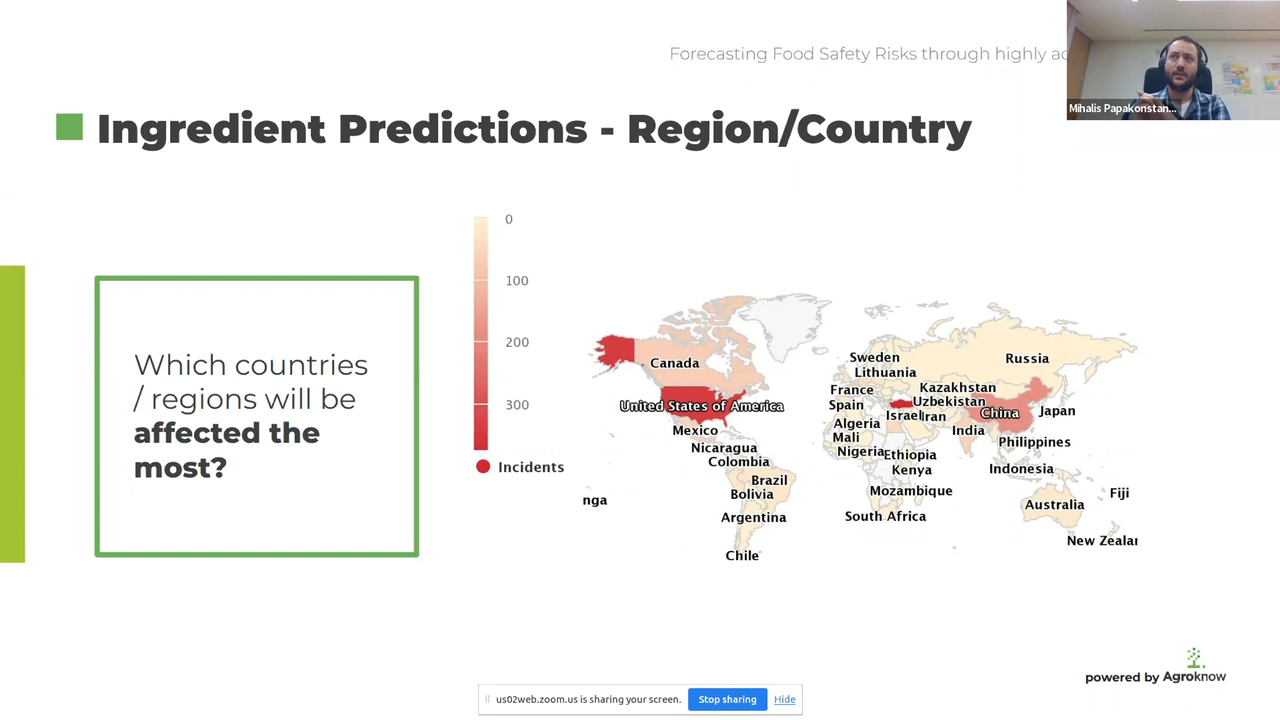 Forecasting Food Safety Risks through highly
Mihalis Papakonstan...
Ingredient Predictions - Region/Country
0
100
200
300
Incidents
Which countries
/ regions will be
affected the
most?
Canada
United States of America
Mexico
Nicaragua
Colombia
Brazil
Bolivia
Argentina
Chile
nga
Sweden
Lithuania
France
Spain
Algeria
Mali
Nigeria
Ethiopia
Kenya
Mozambique
South Africa
Russia
Kazakhstan
Uzbekistan
Israel
Iran
China
Japan
India
Philippines
Indonesia
Australia
Fiji
New Zealar
powered by Agroknow
us02web.zoom.us is sharing your screen.
Stop sharing
Hide